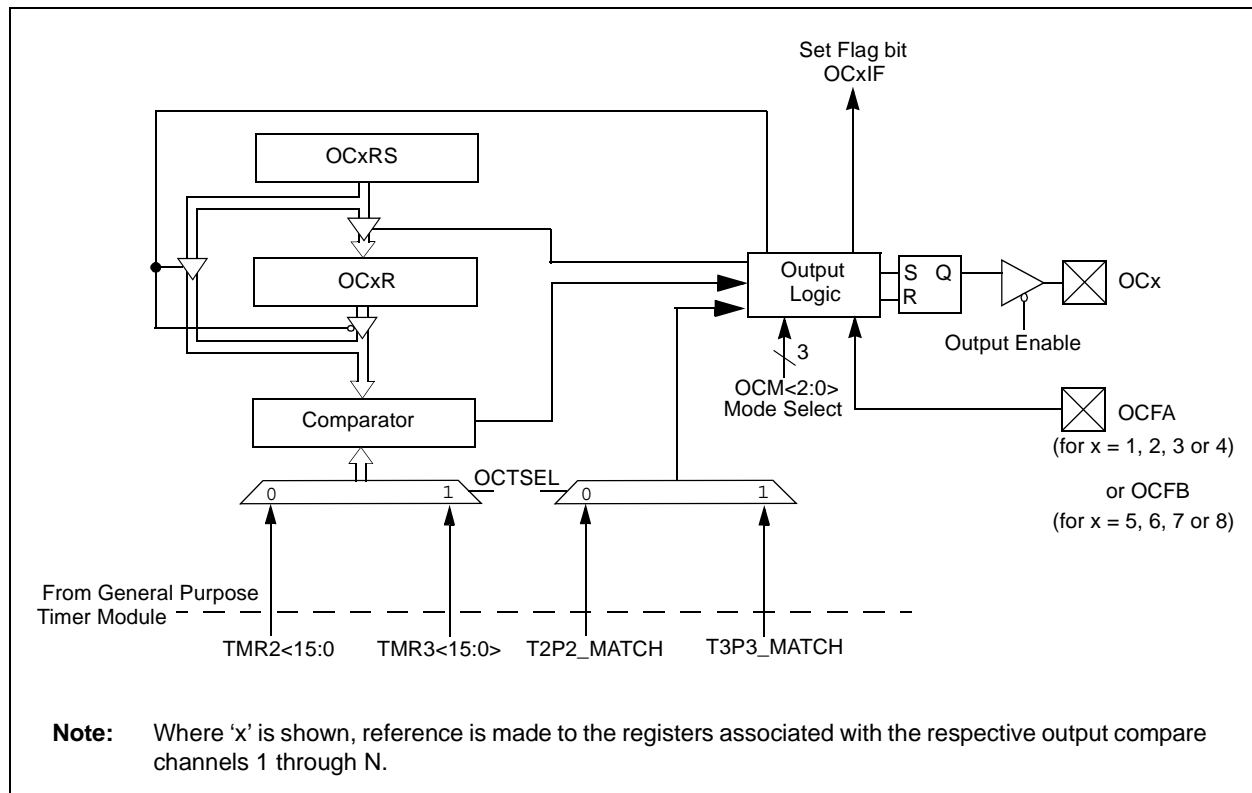 Set Flag bit
OCxIF
OCxRS
OCxR
Output
Logic
S Q
R
OCx
Output Enable
3
OCM<2:0>
Mode Select
OCFA
(for x = 1, 2, 3 or 4)
or OCFB
(for x = 5, 6, 7 or 8)
Comparator
OCTSEL
0 1
0 1
From General Purpose
Timer Module
TMR2<15:0 TMR3<15:0> T2P2_MATCH T3P3_MATCH
Note: Where ‘x’ is shown, reference is made to the registers associated with the respective output compare
channels 1 through N.